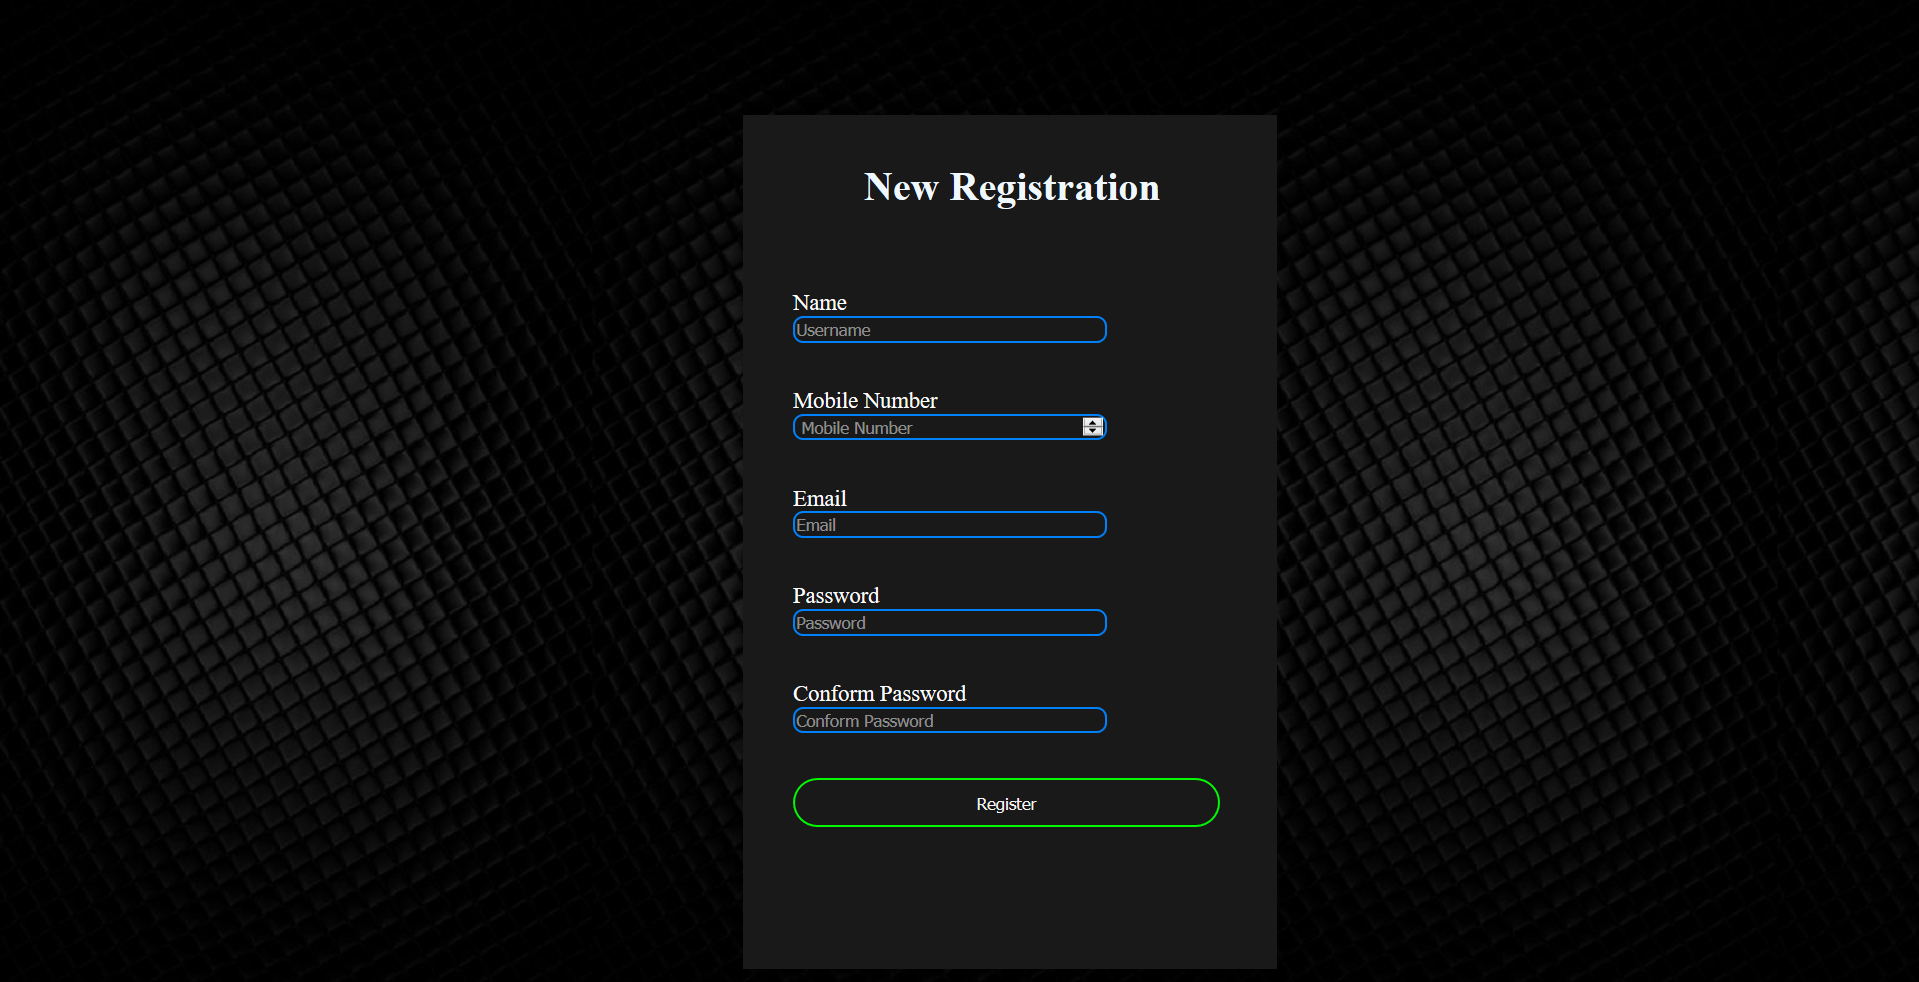 New Registration
Name
Username
Mobile Number
Mobile Number
Email
Email
Password
Password
Conform Password
Conform Password
Register